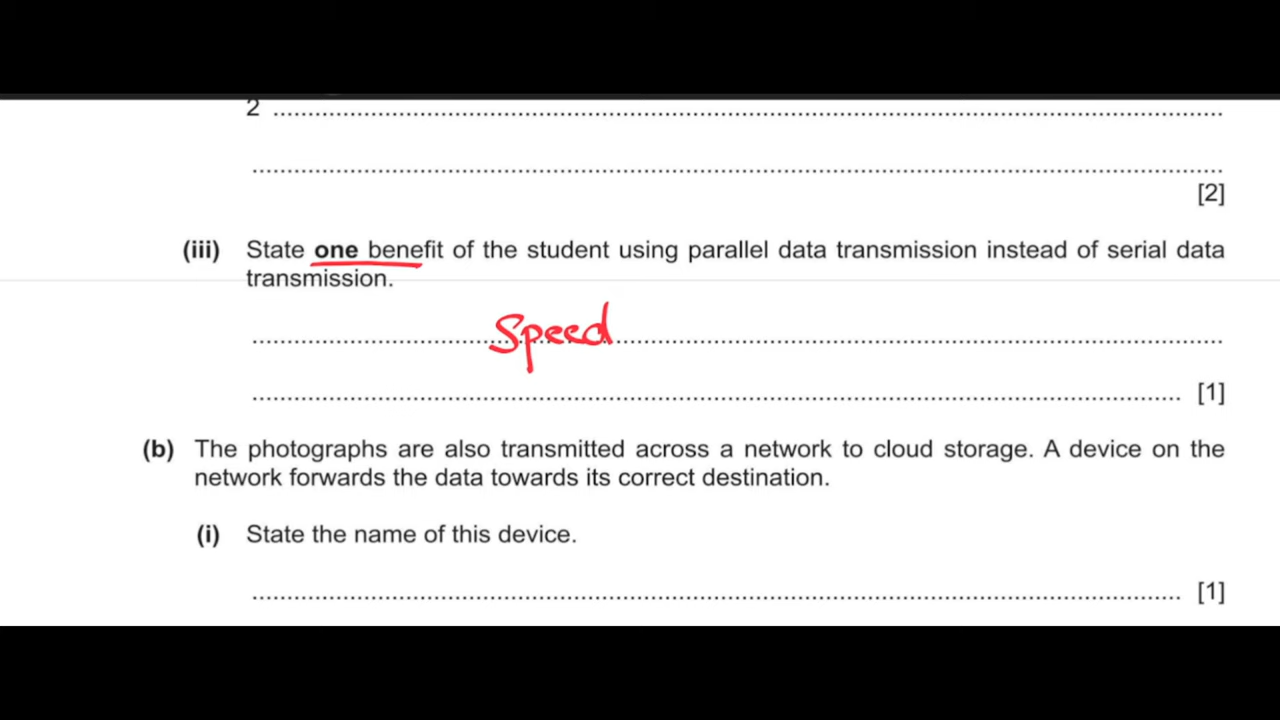 2 ........................................................................................................................
........................................................................................................................
[2]
(iii) State one benefit of the student using parallel data transmission instead of serial data
transmission.
Speed
........................................................................................................................ [1]
(b) The photographs are also transmitted across a network to cloud storage. A device on the
network forwards the data towards its correct destination.
(i) State the name of this device.
........................................................................................................................ [1]